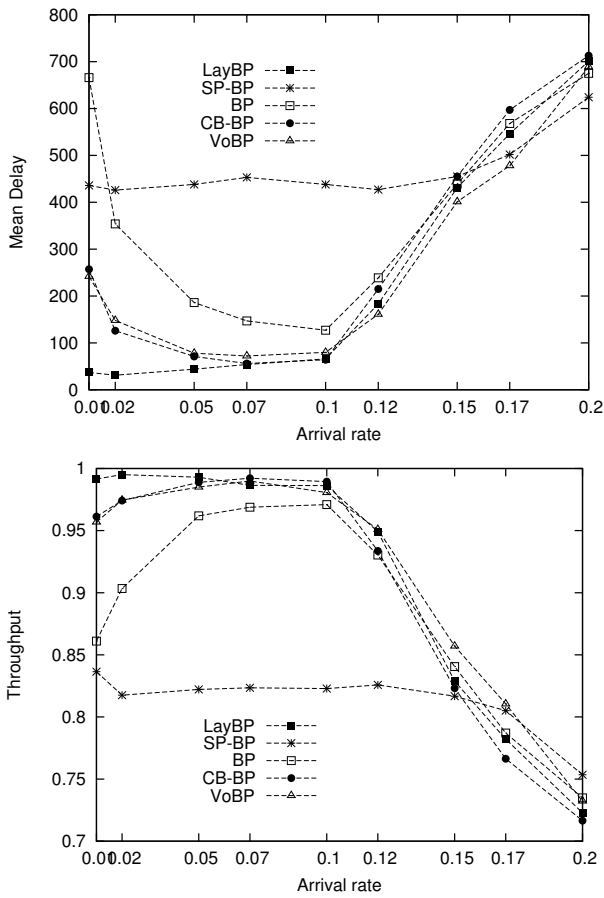 800
700
600
500
400
300
200
100
0
Mean Delay
LayBP
SP-BP
BP
CB-BP
VoBP
0.01 0.02 0.05 0.07 0.1 0.12 0.15 0.17 0.2
Arrival rate
1
0.95
0.9
0.85
0.8
0.75
0.7
Throughput
LayBP
SP-BP
BP
CB-BP
VoBP
0.01 0.02 0.05 0.07 0.1 0.12 0.15 0.17 0.2
Arrival rate